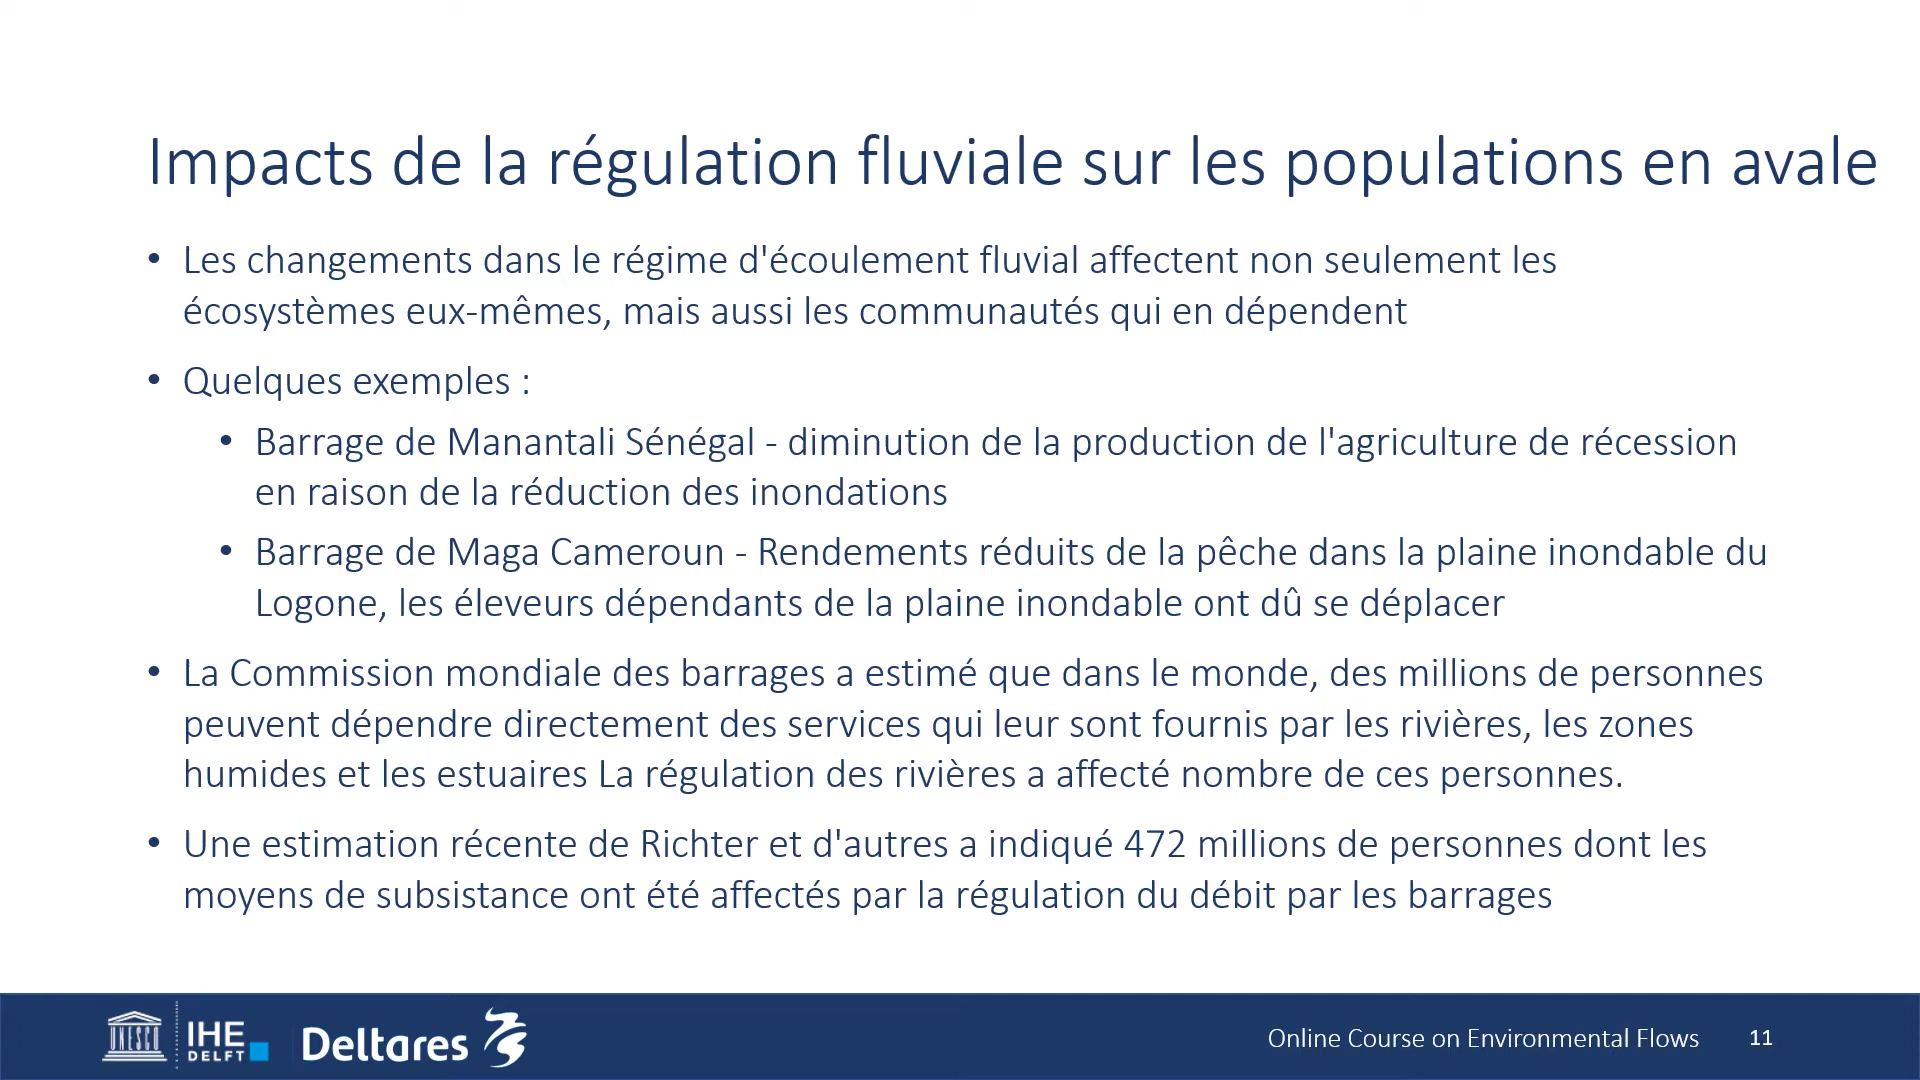 Impacts de la régulation fluviale sur les populations en avale
• Les changements dans le régime d'écoulement fluvial affectent non seulement les
écosystèmes eux-mêmes, mais aussi les communautés qui en dépendent
• Quelques exemples :
• Barrage de Manantali Sénégal - diminution de la production de l'agriculture de récession
en raison de la réduction des inondations
• Barrage de Maga Cameroun - Rendements réduits de la pêche dans la plaine inondable du
Logone, les éleveurs dépendants de la plaine inondable ont dû se déplacer
• La Commission mondiale des barrages a estimé que dans le monde, des millions de personnes
peuvent dépendre directement des services qui leur sont fournis par les rivières, les zones
humides et les estuaires La régulation des rivières a affecté nombre de ces personnes.
• Une estimation récente de Richter et d'autres a indiqué 472 millions de personnes dont les
moyens de subsistance ont été affectés par la régulation du débit par les barrages
UNESCO
IHE
DELFT
Deltares
Online Course on Environmental Flows
11